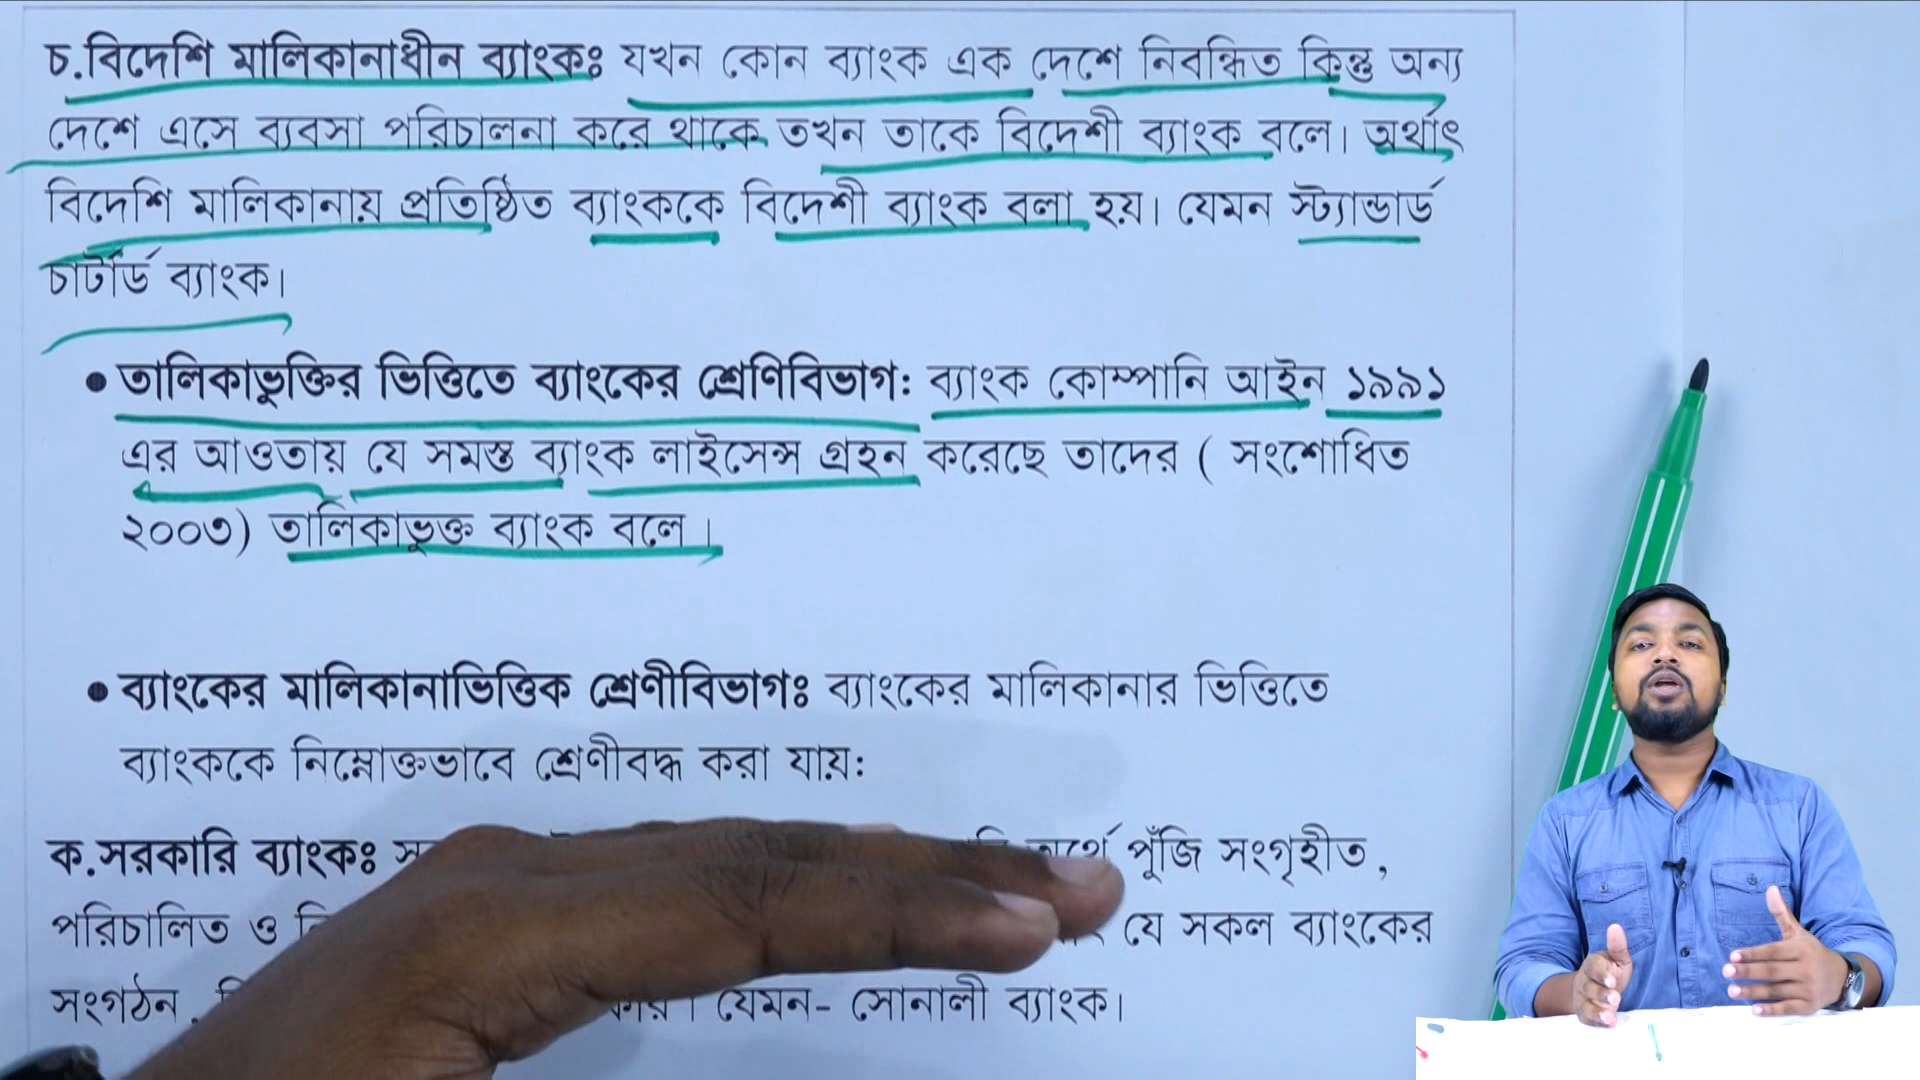 চ.বিদেশি মালিকানাধীন ব্যাংকঃ যখন কোন ব্যাংক এক দেশে নিবন্ধিত কিন্তু অন্য
দেশে এসে ব্যবসা পরিচালনা করে থাকে তখন তাকে বিদেশী ব্যাংক বলে। অর্থাৎ
বিদেশি মালিকানায় প্রতিষ্ঠিত ব্যাংককে বিদেশী ব্যাংক বলা হয়। যেমন স্ট্যান্ডার্ড
চার্টার্ড ব্যাংক।
• তালিকাভুক্তির ভিত্তিতে ব্যাংকের শ্রেণিবিভাগ: ব্যাংক কোম্পানি আইন ১৯৯১
এর আওতায় যে সমস্ত ব্যাংক লাইসেন্স গ্রহন করেছে তাদের ( সংশোধিত
২০০৩) তালিকাভুক্ত ব্যাংক বলে ।
• ব্যাংকের মালিকানাভিত্তিক শ্রেণীবিভাগঃ ব্যাংকের মালিকানার ভিত্তিতে
ব্যাংককে নিম্নোক্তভাবে শ্রেণীবদ্ধ করা যায়:
ক.সরকারি ব্যাংকঃ অর্থে পুঁজি সংগৃহীত ,
পরিচালিত ও যে সকল ব্যাংকের
সংগঠন , যেমন- সোনালী ব্যাংক।